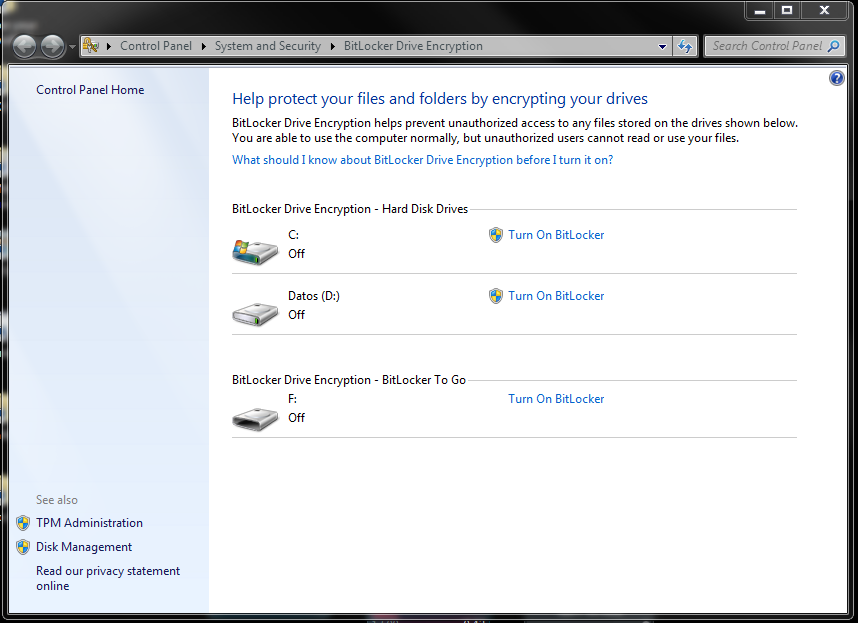 Control Panel
System and Security
BitLocker Drive Encryption
Search Control Panel
Control Panel Home
Help protect your files and folders by encrypting your drives
BitLocker Drive Encryption helps prevent unauthorized access to any files stored on the drives shown below.
You are able to use the computer normally, but unauthorized users cannot read or use your files.
What should I know about BitLocker Drive Encryption before I turn it on?
BitLocker Drive Encryption - Hard Disk Drives
C:
Turn On BitLocker
Off
Datos (D:)
Turn On BitLocker
Off
BitLocker Drive Encryption - BitLocker To Go
F:
Turn On BitLocker
Off
See also
TPM Administration
Disk Management
Read our privacy statement
online